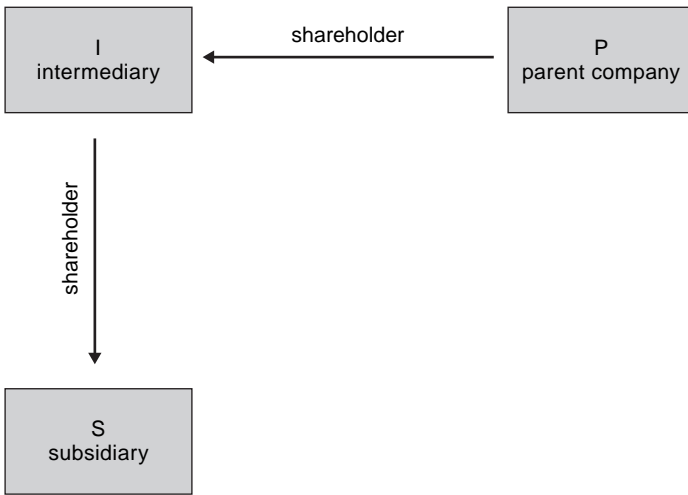 I
intermediary
shareholder
P
parent company
shareholder
S
subsidiary